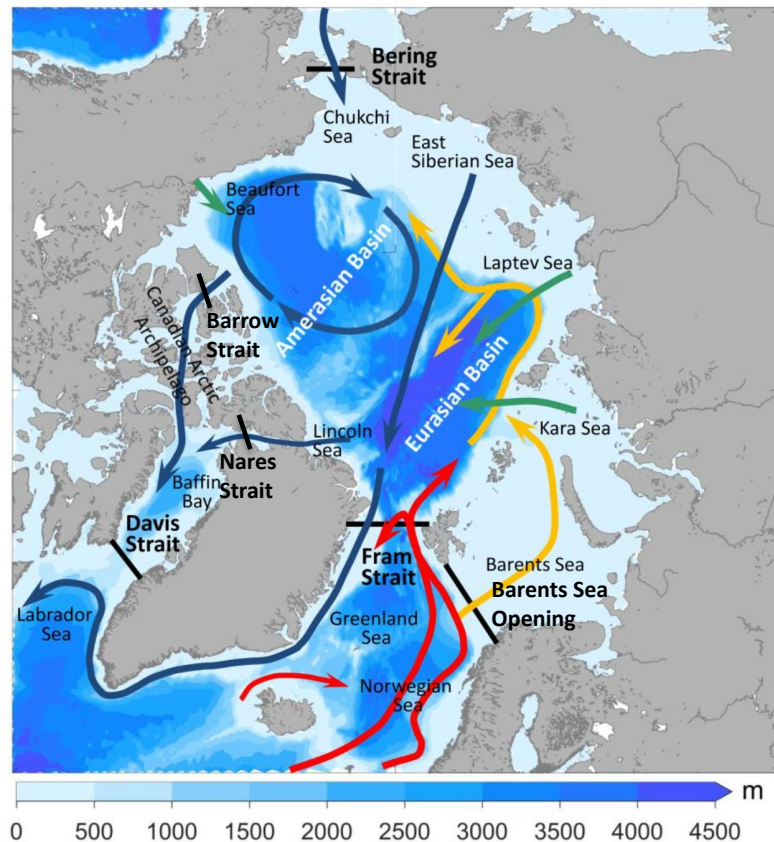 Bering
Strait
Chukchi
Sea
East
Siberian Sea
Beaufort
Sea
Laptev Sea
Amerasian Basin
Canadian Arctic
Archipelago
Barrow
Strait
Eurasian Basin
Lincoln
Sea
Kara Sea
Nares
Strait
Baffin
Bay
Davis
Strait
Fram
Strait
Barents Sea
Barents Sea
Opening
Labrador
Sea
Greenland
Sea
Norwegian
Sea
m
0 500 1000 1500 2000 2500 3000 3500 4000 4500